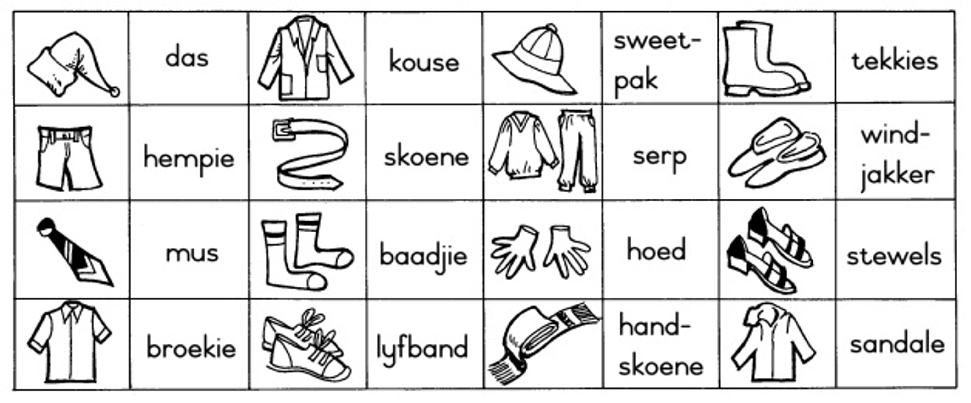 das
kouse
sweet-
pak
tekkies
hempie
skoene
serp
wind-
jakker
mus
baadjie
hoed
stewels
broekie
lyfband
hand-
skoene
sandale